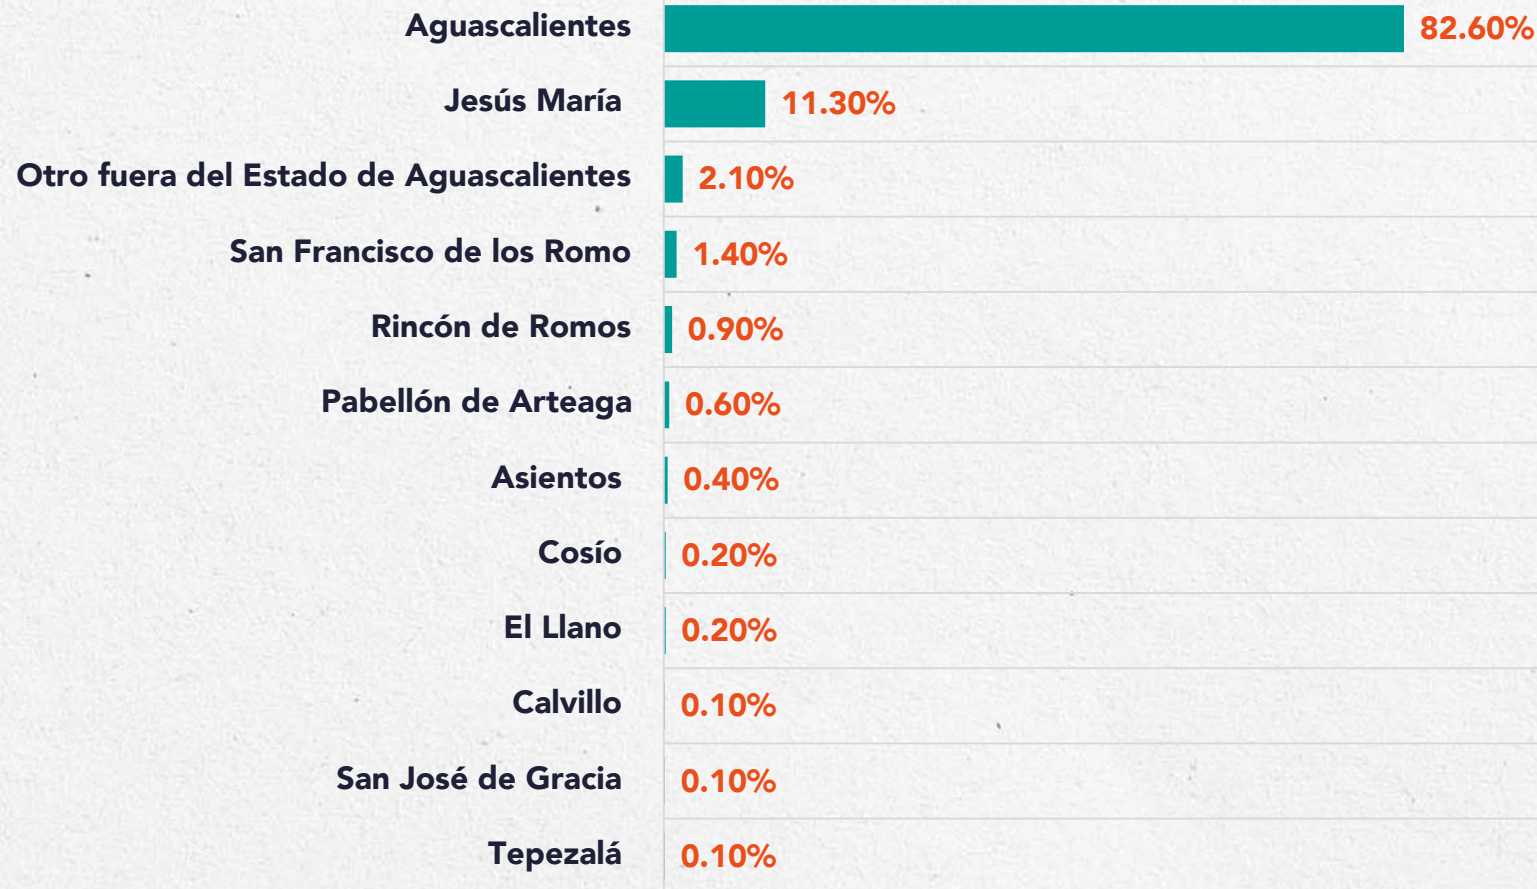 Aguascalientes 82.60%
Jesús María 11.30%
Otro fuera del Estado de Aguascalientes 2.10%
San Francisco de los Romo 1.40%
Rincón de Romos 0.90%
Pabellón de Arteaga 0.60%
Asientos 0.40%
Cosío 0.20%
El Llano 0.20%
Calvillo 0.10%
San José de Gracia 0.10%
Tepezalá 0.10%